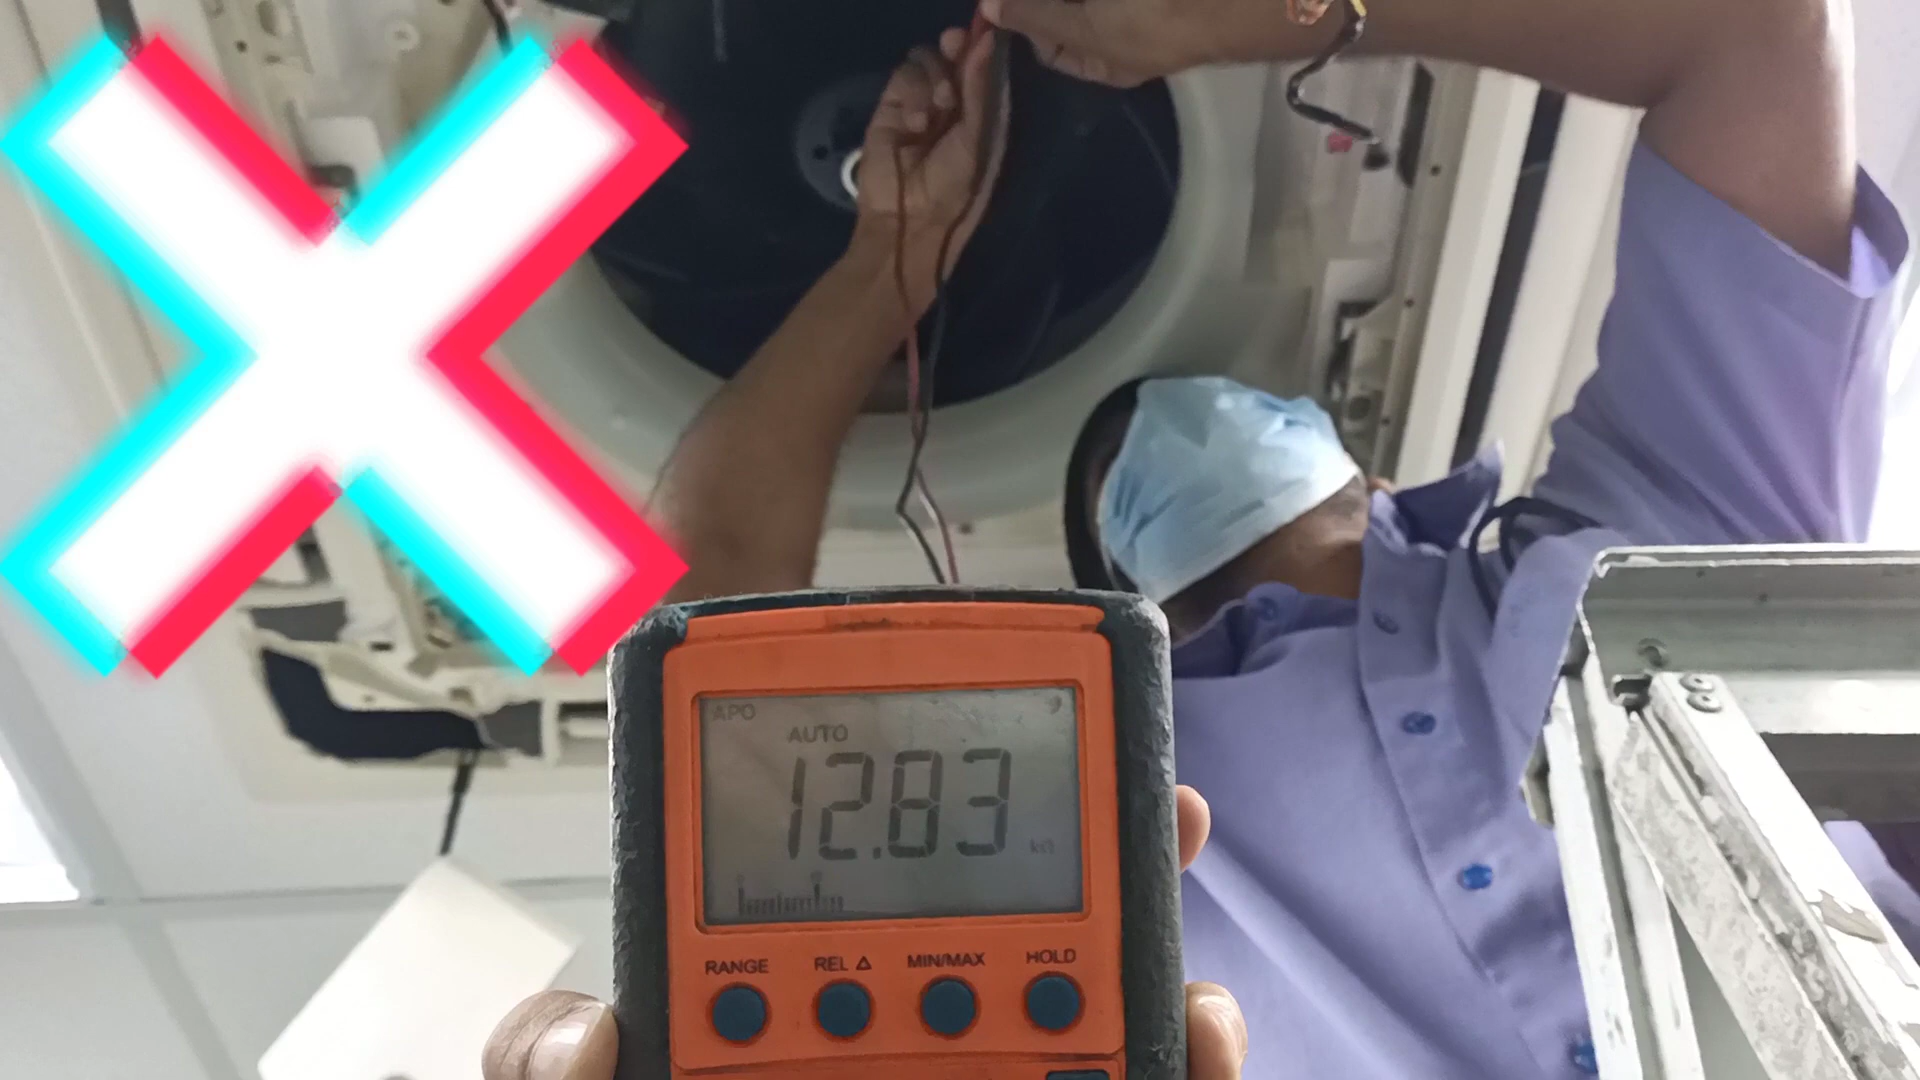 APO
AUTO
12.83 kΩ
RANGE REL Δ MIN/MAX HOLD